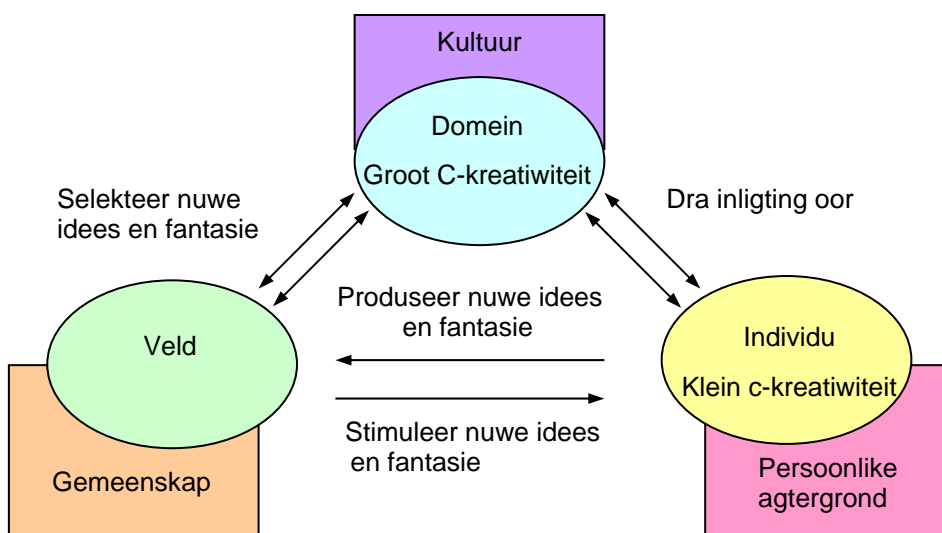 Kultuur
Domein
Groot C-kreatiwiteit
Selekteer nuwe
idees en fantasie
Dra inligting oor
Produseer nuwe idees
en fantasie
Veld
Individu
Klein c-kreatiwiteit
Stimuleer nuwe idees
en fantasie
Gemeenskap
Persoonlike
agtergrond